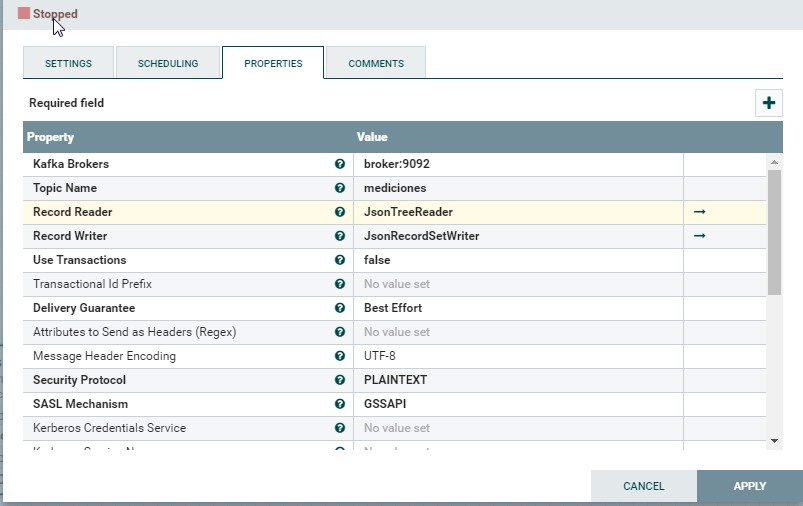 Stopped
SETTINGS SCHEDULING PROPERTIES COMMENTS
Required field
Property Value
Kafka Brokers broker:9092
Topic Name mediciones
Record Reader JsonTreeReader
Record Writer JsonRecordSetWriter
Use Transactions false
Transactional Id Prefix No value set
Delivery Guarantee Best Effort
Attributes to Send as Headers (Regex) No value set
Message Header Encoding UTF-8
Security Protocol PLAINTEXT
SASL Mechanism GSSAPI
Kerberos Credentials Service No value set
CANCEL APPLY